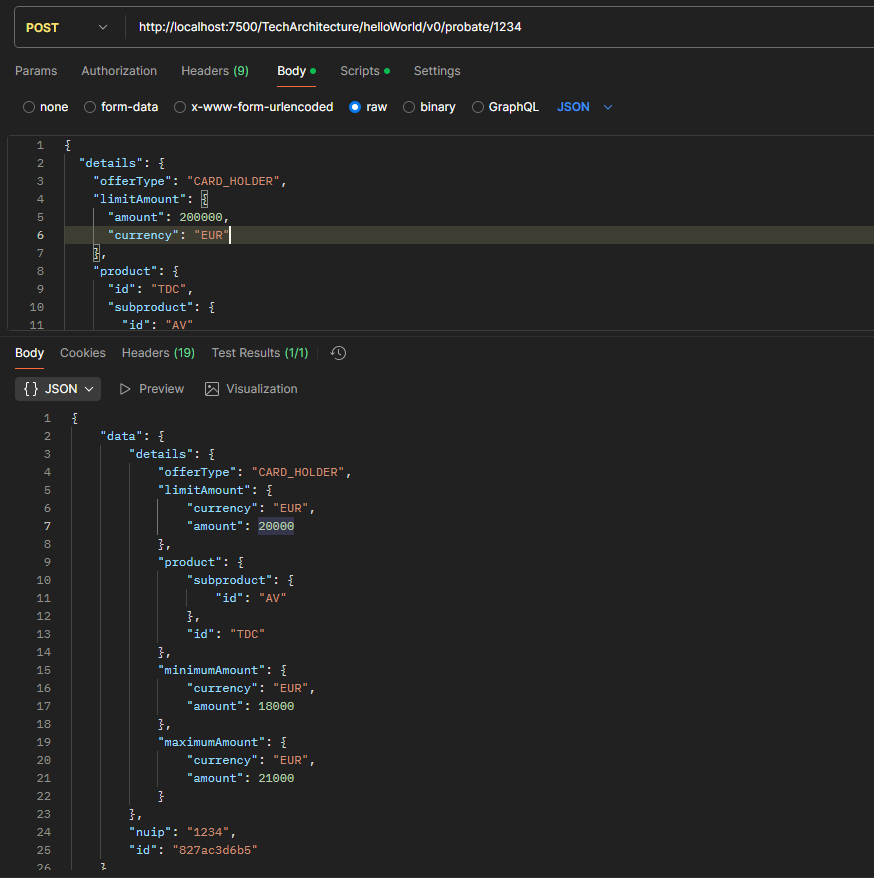 POST http://localhost:7500/TechArchitecture/helloWorld/v0/probate/1234
Params Authorization Headers (9) Body Scripts Settings
none form-data x-www-form-urlencoded raw binary GraphQL JSON
1 {
2 "details": {
3 "offerType": "CARD_HOLDER",
4 "limitAmount": {
5 "amount": 200000,
6 "currency": "EUR"
7 },
8 "product": {
9 "id": "TDC",
10 "subproduct": {
11 "id": "AV"
Body Cookies Headers (19) Test Results (1/1)
{} JSON Preview Visualization
1 {
2 "data": {
3 "details": {
4 "offerType": "CARD_HOLDER",
5 "limitAmount": {
6 "currency": "EUR",
7 "amount": 20000
8 },
9 "product": {
10 "subproduct": {
11 "id": "AV"
12 },
13 "id": "TDC"
14 },
15 "minimumAmount": {
16 "currency": "EUR",
17 "amount": 18000
18 },
19 "maximumAmount": {
20 "currency": "EUR",
21 "amount": 21000
22 }
23 },
24 "nuip": "1234",
25 "id": "827ac3d6b5"
26 }